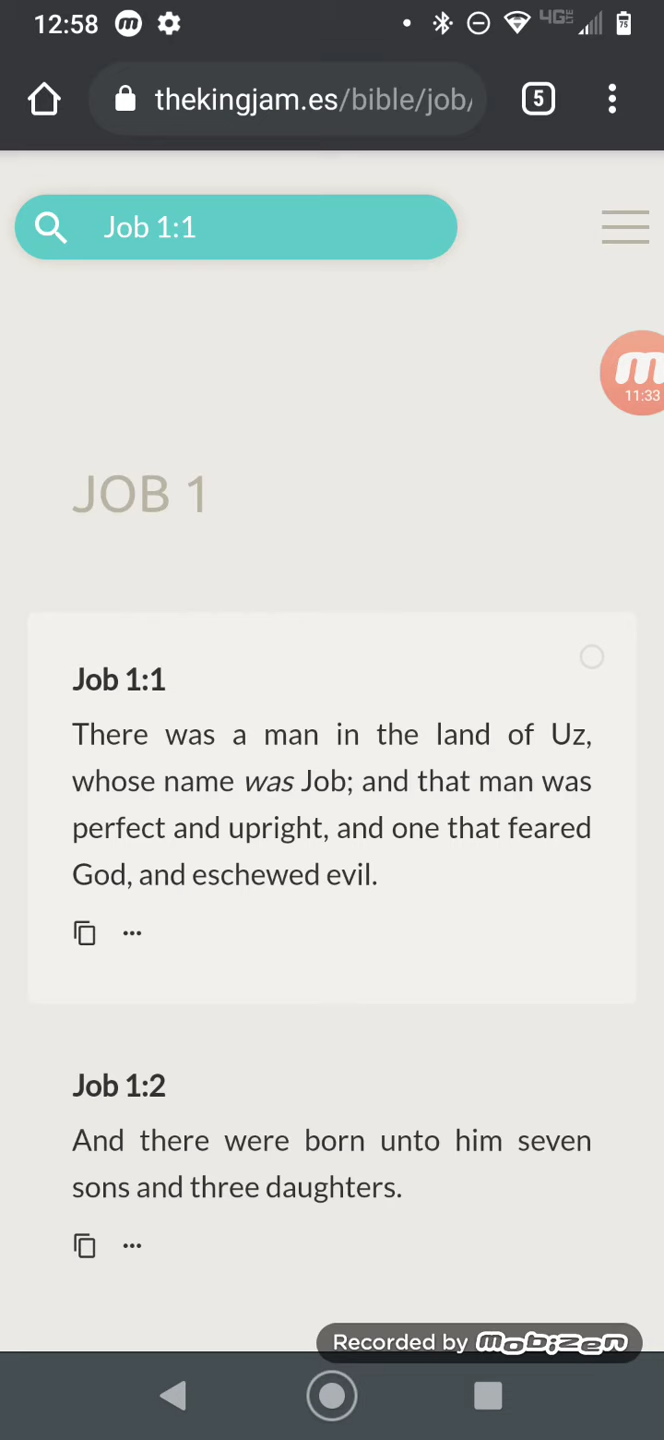 12:58 m 4G LTE 75
thekingjam.es/bible/job/ 5
Job 1:1
m
11:33
JOB 1
Job 1:1
There was a man in the land of Uz,
whose name was Job; and that man was
perfect and upright, and one that feared
God, and eschewed evil.
...
Job 1:2
And there were born unto him seven
sons and three daughters.
...
Recorded by mobizen